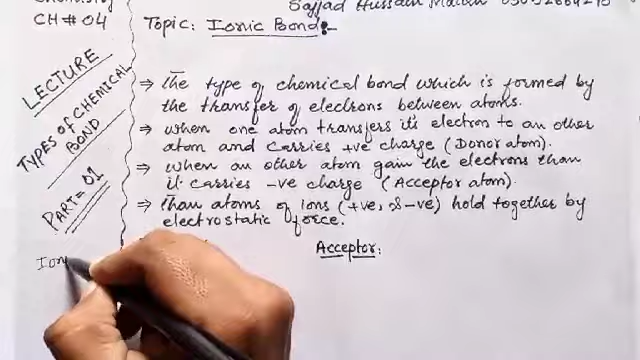 CH # 04
Sajjad Hussain
Topic: Ionic Bond:-
LECTURE
TYPES OF CHEMICAL
BOND
PART= 01
⇒ The type of chemical bond which is formed by
the transfer of electrons between atoms.
⇒ when one atom transfers its electron to an other
atom and carries +ve charge (Donor atom).
⇒ when an other atom gain the electrons than
it carries -ve charge (Acceptor atom).
⇒ Than atoms of ions (+ve, & -ve) hold together by
electrostatic force.
Acceptor:
Ion